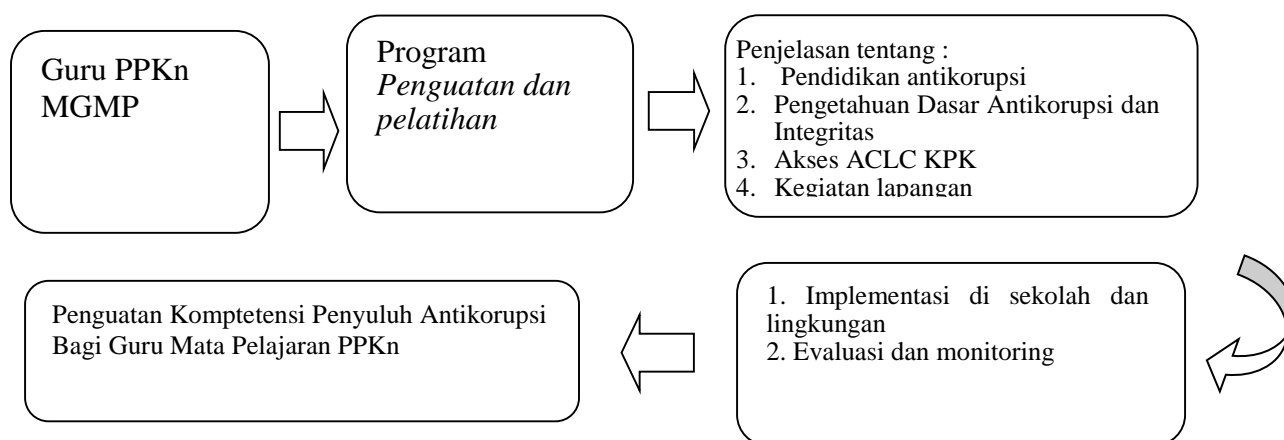 Guru PPKn
MGMP
Program
Penguatan dan
pelatihan
Penjelasan tentang :
1. Pendidikan antikorupsi
2. Pengetahuan Dasar Antikorupsi dan
Integritas
3. Akses ACLC KPK
4. Kegiatan lapangan
1. Implementasi di sekolah dan
lingkungan
2. Evaluasi dan monitoring
Penguatan Komptetensi Penyuluh Antikorupsi
Bagi Guru Mata Pelajaran PPKn